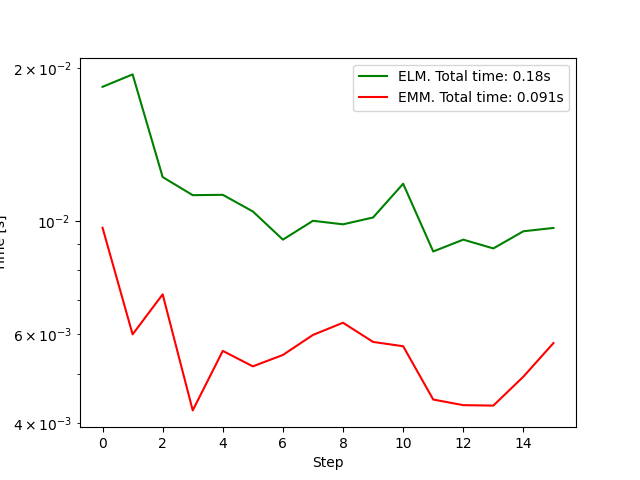 2 × 10⁻²
10⁻²
6 × 10⁻³
4 × 10⁻³
ELM. Total time: 0.18s
EMM. Total time: 0.091s
0 2 4 6 8 10 12 14
Step